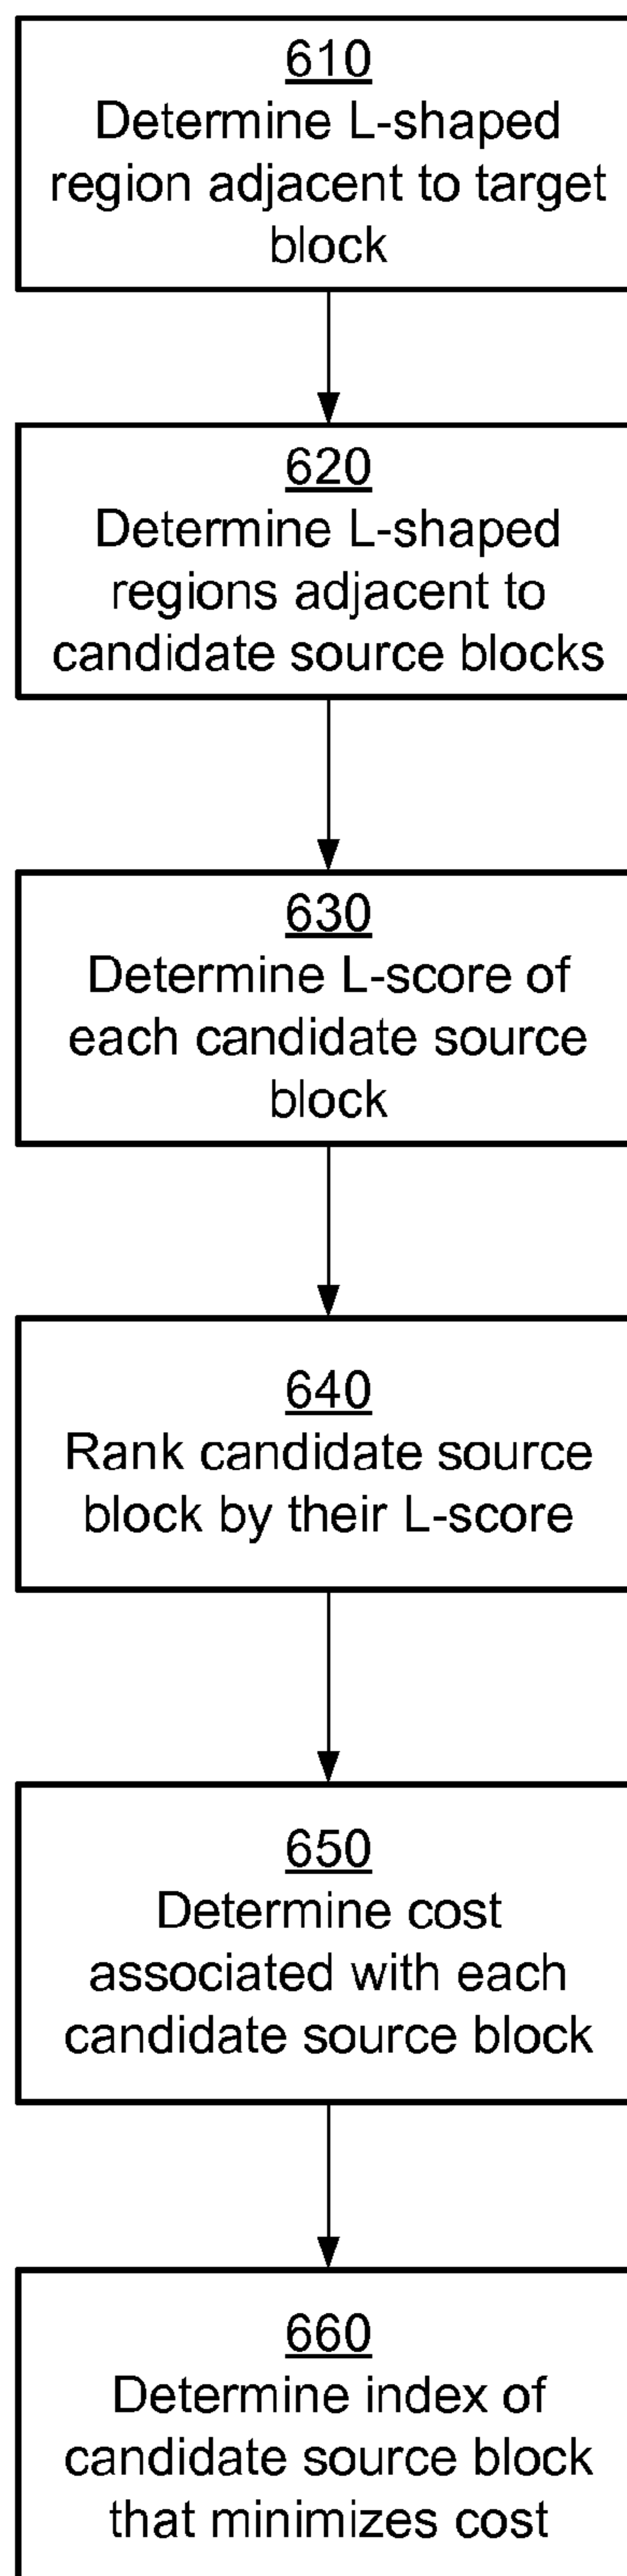 610
Determine L-shaped
region adjacent to target
block
620
Determine L-shaped
regions adjacent to
candidate source blocks
630
Determine L-score of
each candidate source
block
640
Rank candidate source
block by their L-score
650
Determine cost
associated with each
candidate source block
660
Determine index of
candidate source block
that minimizes cost